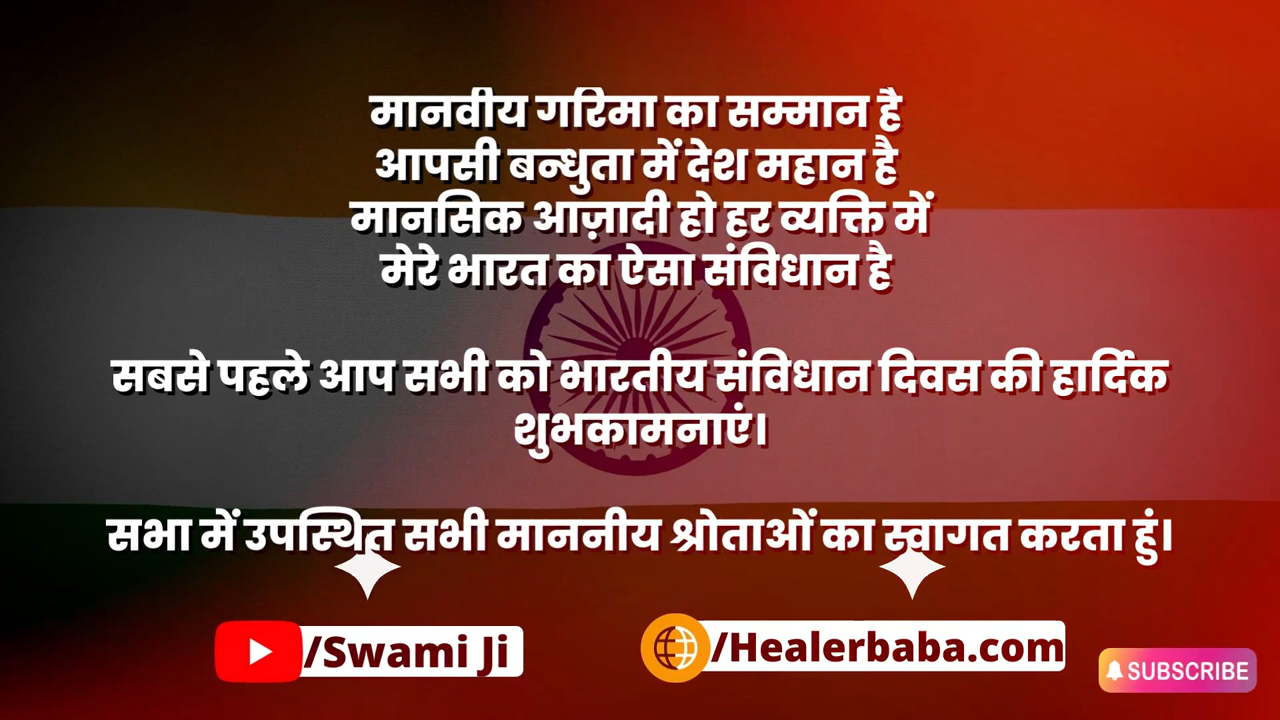 मानवीय गरिमा का सम्मान है
आपसी बन्धुता में देश महान है
मानसिक आज़ादी हो हर व्यक्ति में
मेरे भारत का ऐसा संविधान है
सबसे पहले आप सभी को भारतीय संविधान दिवस की हार्दिक
शुभकामनाएं।
सभा में उपस्थित सभी माननीय श्रोताओं का स्वागत करता हुं।
/Swami Ji
/Healerbaba.com
SUBSCRIBE